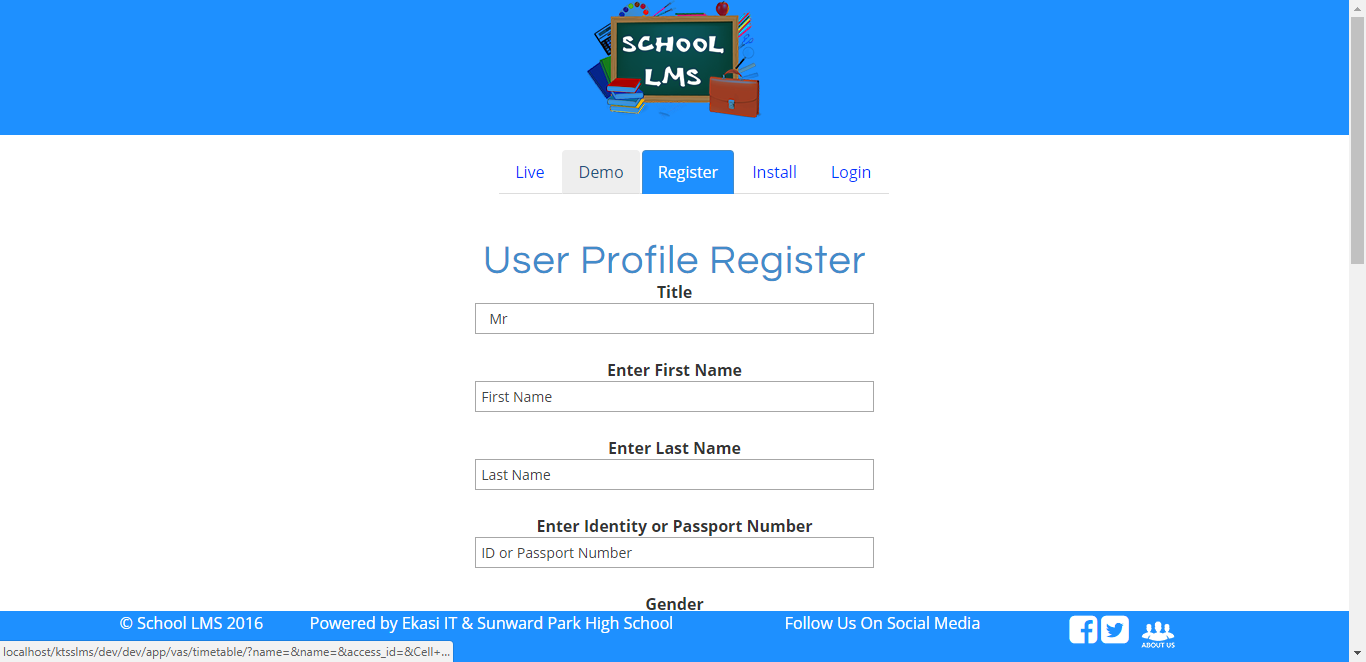 SCHOOL
LMS
Live Demo Register Install Login
User Profile Register
Title
Mr
Enter First Name
First Name
Enter Last Name
Last Name
Enter Identity or Passport Number
ID or Passport Number
Gender
© School LMS 2016 Powered by Ekasi IT & Sunward Park High School Follow Us On Social Media
ABOUT US
localhost/ktsslms/dev/dev/app/vas/timetable/?name=&name=&access_id=&Cell+...